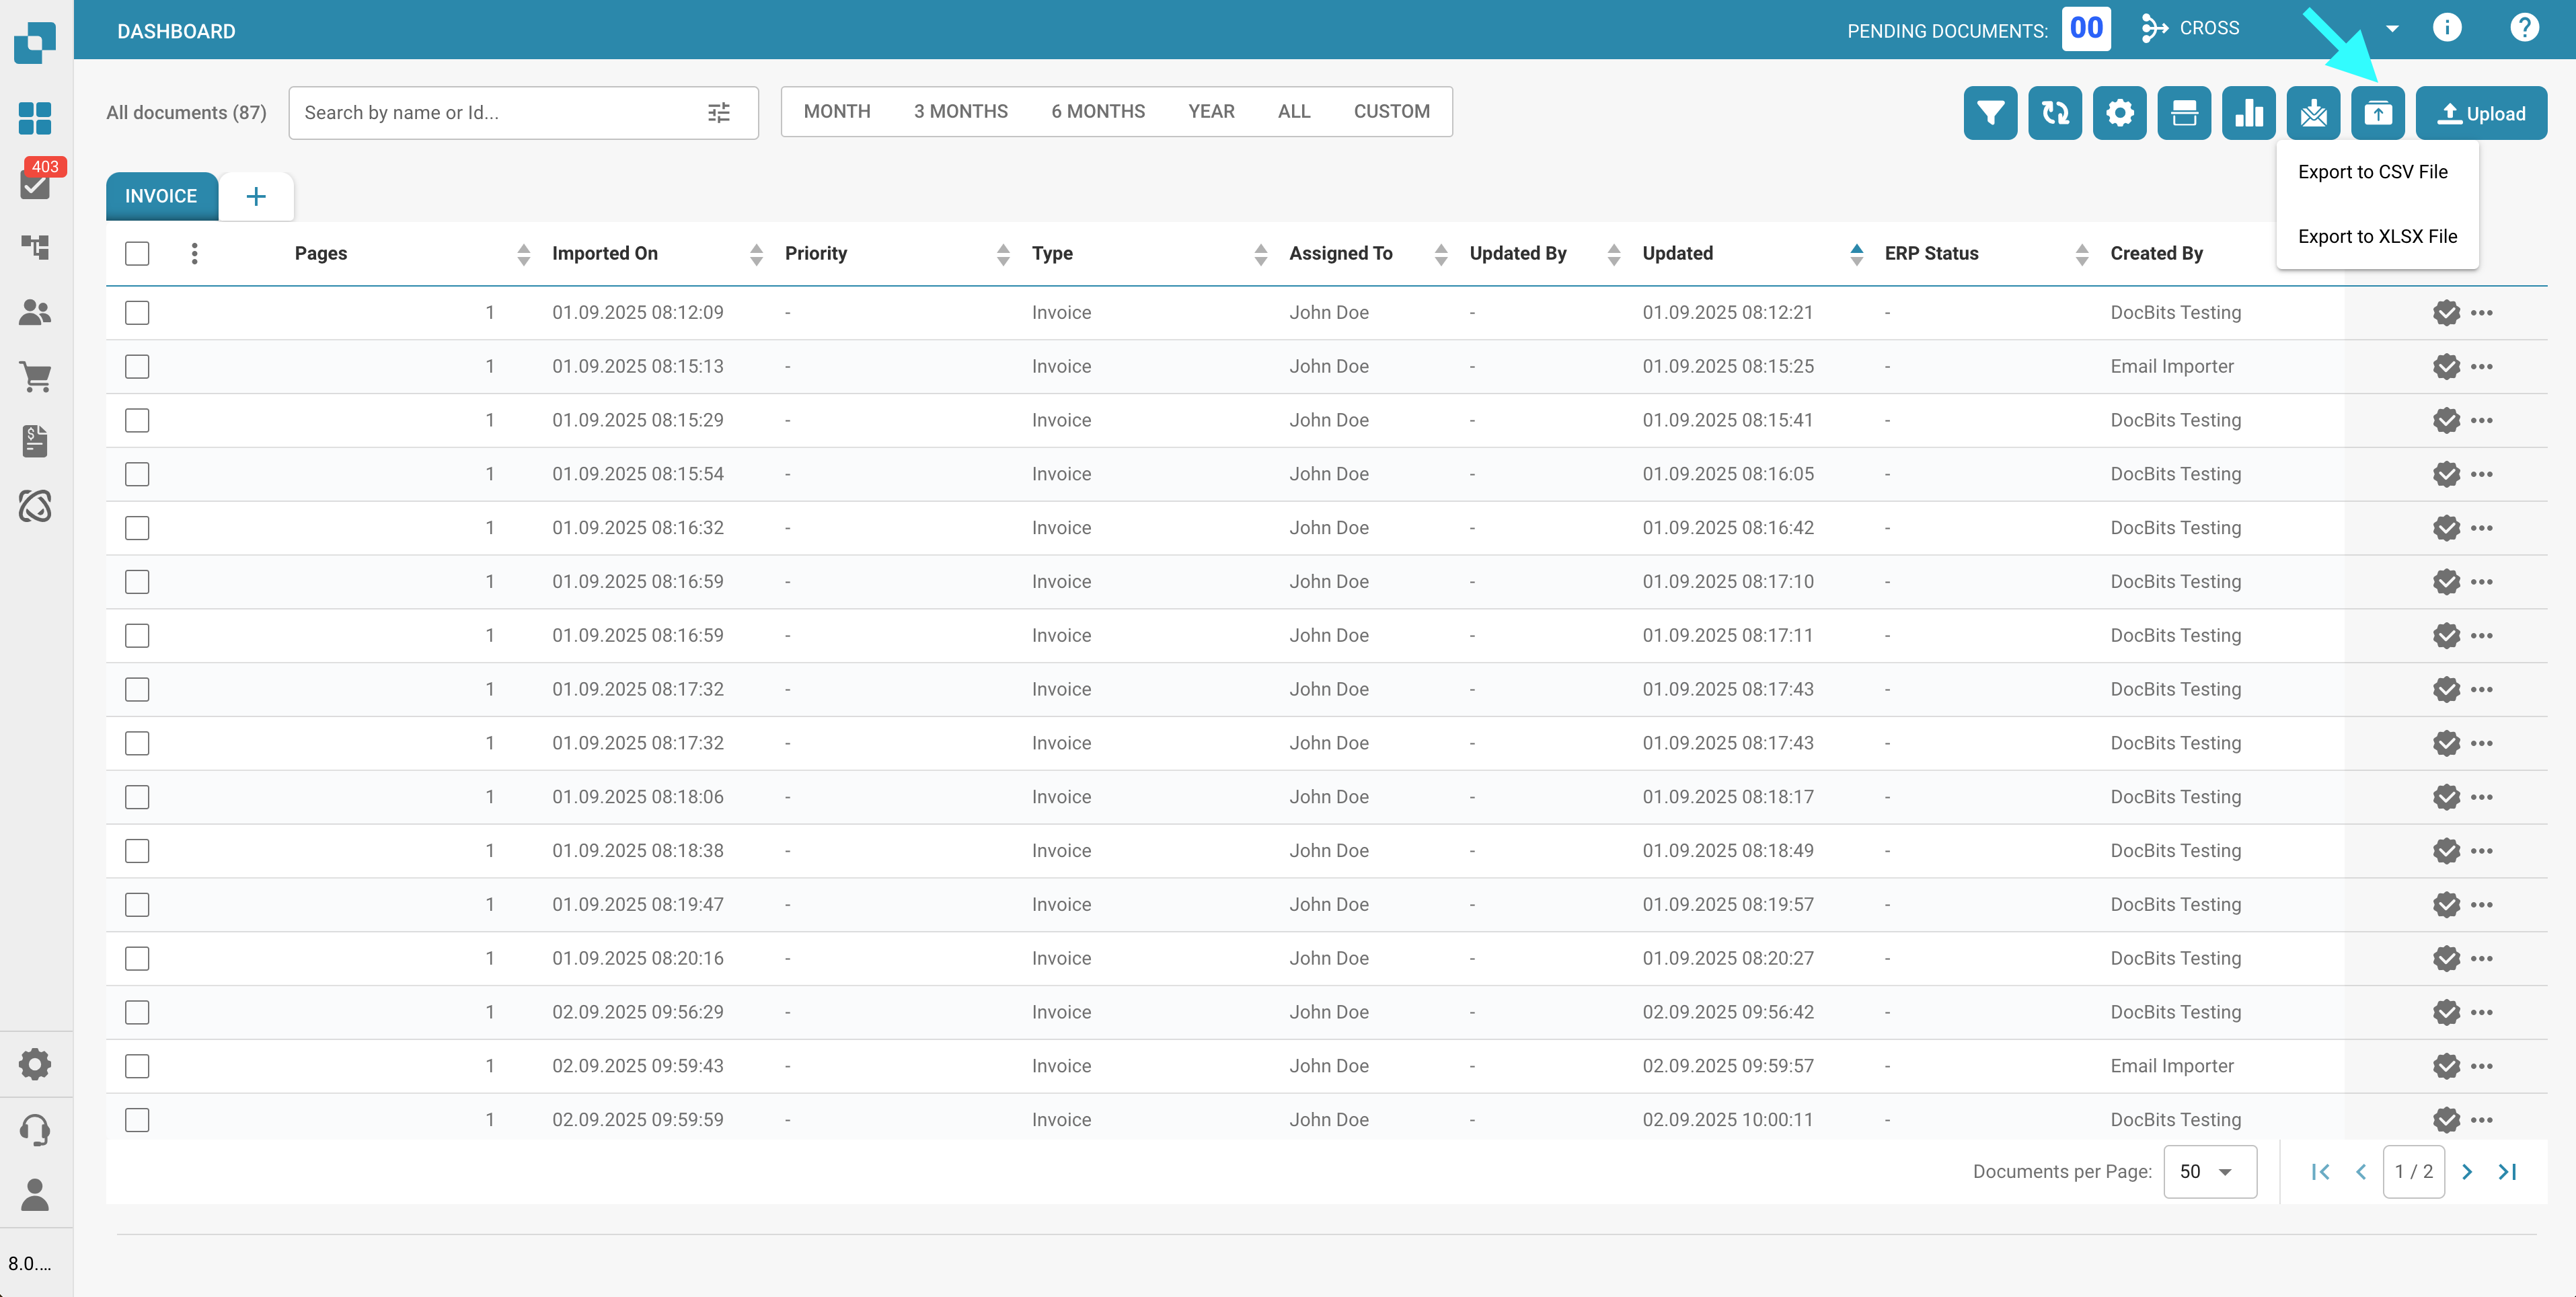 DASHBOARD
PENDING DOCUMENTS: 00 CROSS
All documents (87) Search by name or Id... MONTH 3 MONTHS 6 MONTHS YEAR ALL CUSTOM Upload
Export to CSV File
Export to XLSX File
403
INVOICE +
Pages Imported On Priority Type Assigned To Updated By Updated ERP Status Created By
1 01.09.2025 08:12:09 - Invoice John Doe - 01.09.2025 08:12:21 - DocBits Testing
1 01.09.2025 08:15:13 - Invoice John Doe - 01.09.2025 08:15:25 - Email Importer
1 01.09.2025 08:15:29 - Invoice John Doe - 01.09.2025 08:15:41 - DocBits Testing
1 01.09.2025 08:15:54 - Invoice John Doe - 01.09.2025 08:16:05 - DocBits Testing
1 01.09.2025 08:16:32 - Invoice John Doe - 01.09.2025 08:16:42 - DocBits Testing
1 01.09.2025 08:16:59 - Invoice John Doe - 01.09.2025 08:17:10 - DocBits Testing
1 01.09.2025 08:16:59 - Invoice John Doe - 01.09.2025 08:17:11 - DocBits Testing
1 01.09.2025 08:17:32 - Invoice John Doe - 01.09.2025 08:17:43 - DocBits Testing
1 01.09.2025 08:17:32 - Invoice John Doe - 01.09.2025 08:17:43 - DocBits Testing
1 01.09.2025 08:18:06 - Invoice John Doe - 01.09.2025 08:18:17 - DocBits Testing
1 01.09.2025 08:18:38 - Invoice John Doe - 01.09.2025 08:18:49 - DocBits Testing
1 01.09.2025 08:19:47 - Invoice John Doe - 01.09.2025 08:19:57 - DocBits Testing
1 01.09.2025 08:20:16 - Invoice John Doe - 01.09.2025 08:20:27 - DocBits Testing
1 02.09.2025 09:56:29 - Invoice John Doe - 02.09.2025 09:56:42 - DocBits Testing
1 02.09.2025 09:59:43 - Invoice John Doe - 02.09.2025 09:59:57 - Email Importer
1 02.09.2025 09:59:59 - Invoice John Doe - 02.09.2025 10:00:11 - DocBits Testing
Documents per Page: 50 1 / 2
8.0....